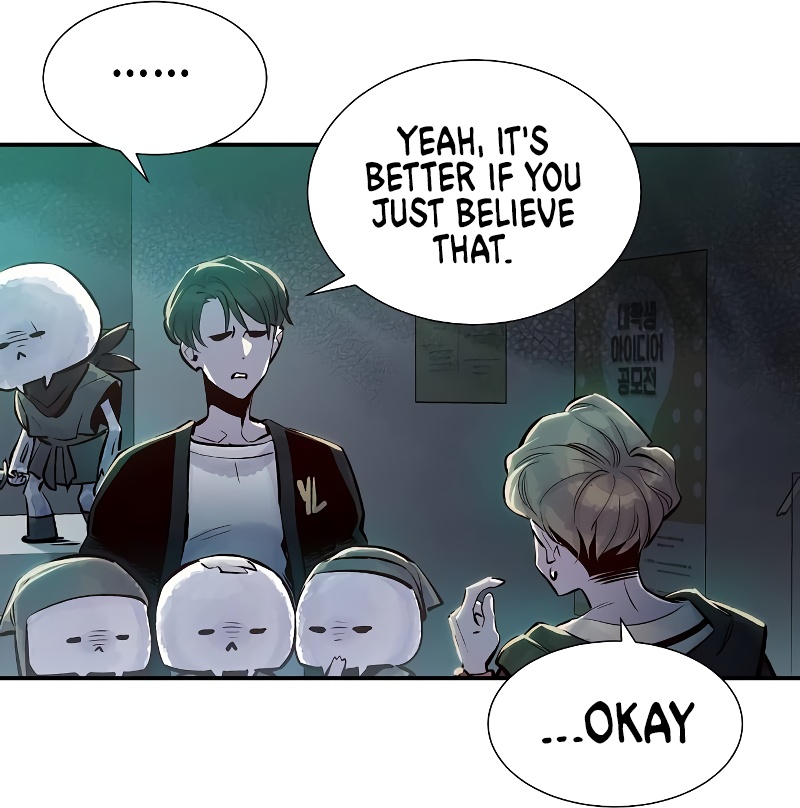 ......
YEAH, IT'S
BETTER IF YOU
JUST BELIEVE
THAT.
대학생
아이디어
공모전
YL
...OKAY